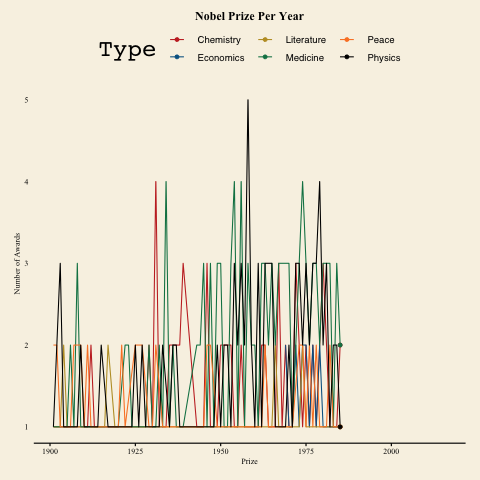 Nobel Prize Per Year
Type
Chemistry Literature Peace
Economics Medicine Physics
5
4
3
2
1
Number of Awards
1900 1925 1950 1975 2000
Prize